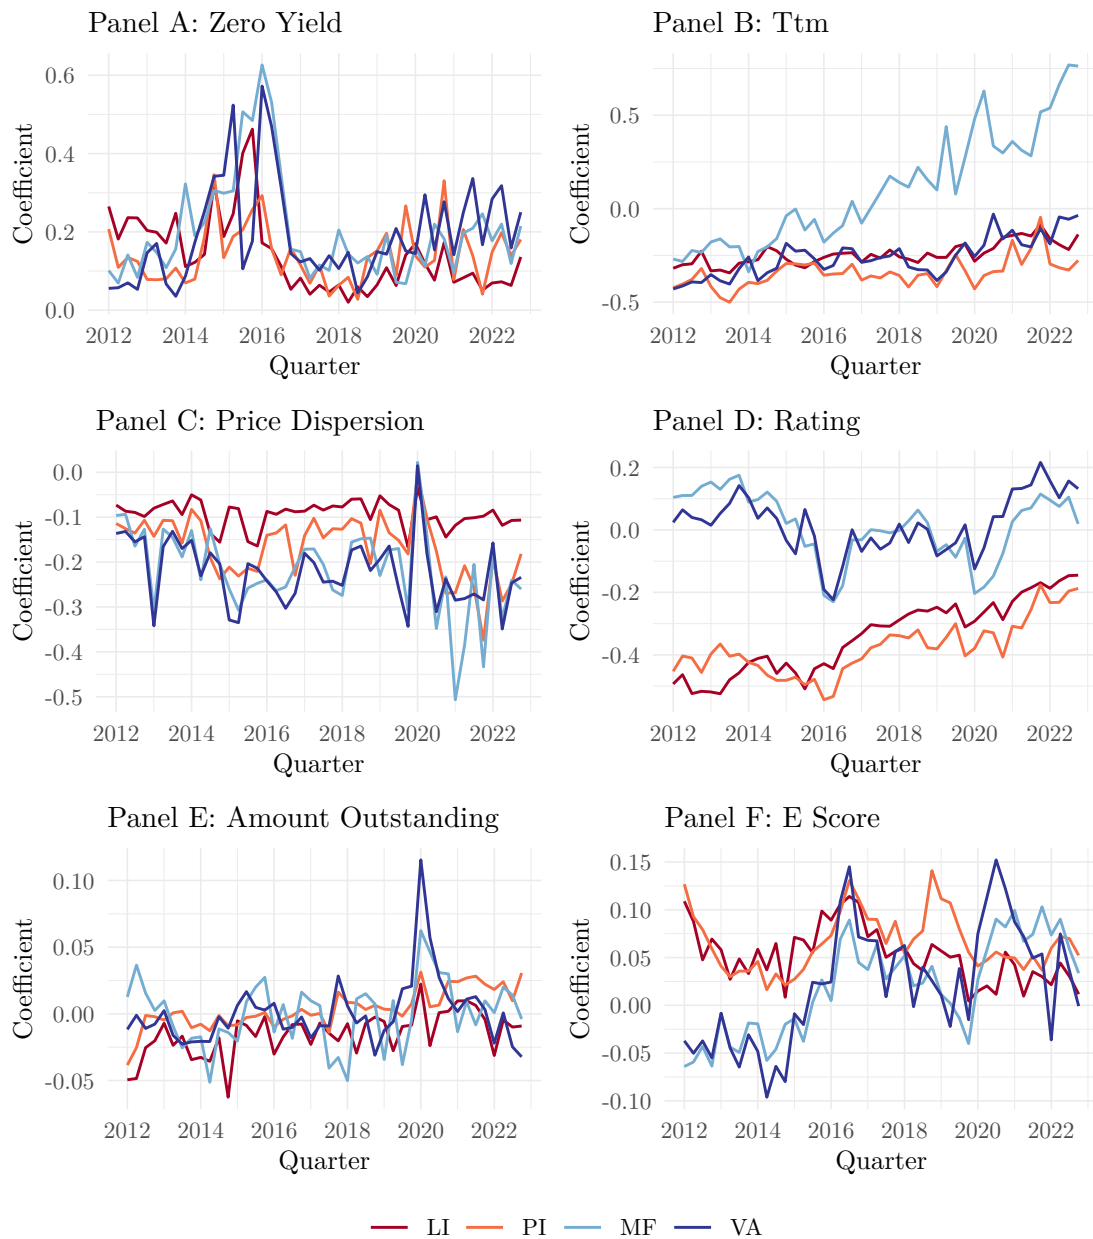 Panel A: Zero Yield
Coefficient
0.6
0.4
0.2
0.0
2012 2014 2016 2018 2020 2022
Quarter
Panel B: Ttm
Coefficient
0.5
0.0
-0.5
2012 2014 2016 2018 2020 2022
Quarter
Panel C: Price Dispersion
Coefficient
0.0
-0.1
-0.2
-0.3
-0.4
-0.5
2012 2014 2016 2018 2020 2022
Quarter
Panel D: Rating
Coefficient
0.2
0.0
-0.2
-0.4
2012 2014 2016 2018 2020 2022
Quarter
Panel E: Amount Outstanding
Coefficient
0.10
0.05
0.00
-0.05
2012 2014 2016 2018 2020 2022
Quarter
Panel F: E Score
Coefficient
0.15
0.10
0.05
0.00
-0.05
-0.10
2012 2014 2016 2018 2020 2022
Quarter
LI PI MF VA